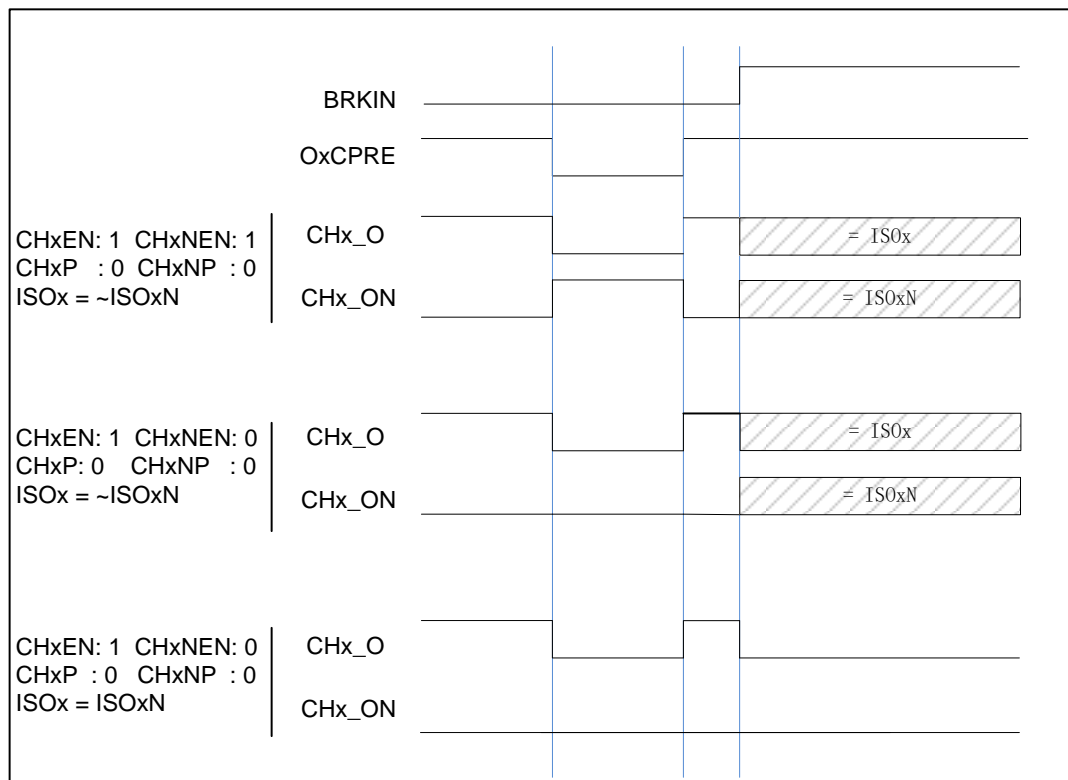 BRKIN
OxCPRE
CHxEN: 1 CHxNEN: 1
CHxP : 0 CHxNP : 0
ISOx = ~ISOxN
CHx_O
= ISOx
CHx_ON
= ISOxN
CHxEN: 1 CHxNEN: 0
CHxP: 0 CHxNP : 0
ISOx = ~ISOxN
CHx_O
= ISOx
CHx_ON
= ISOxN
CHxEN: 1 CHxNEN: 0
CHxP : 0 CHxNP : 0
ISOx = ISOxN
CHx_O
CHx_ON